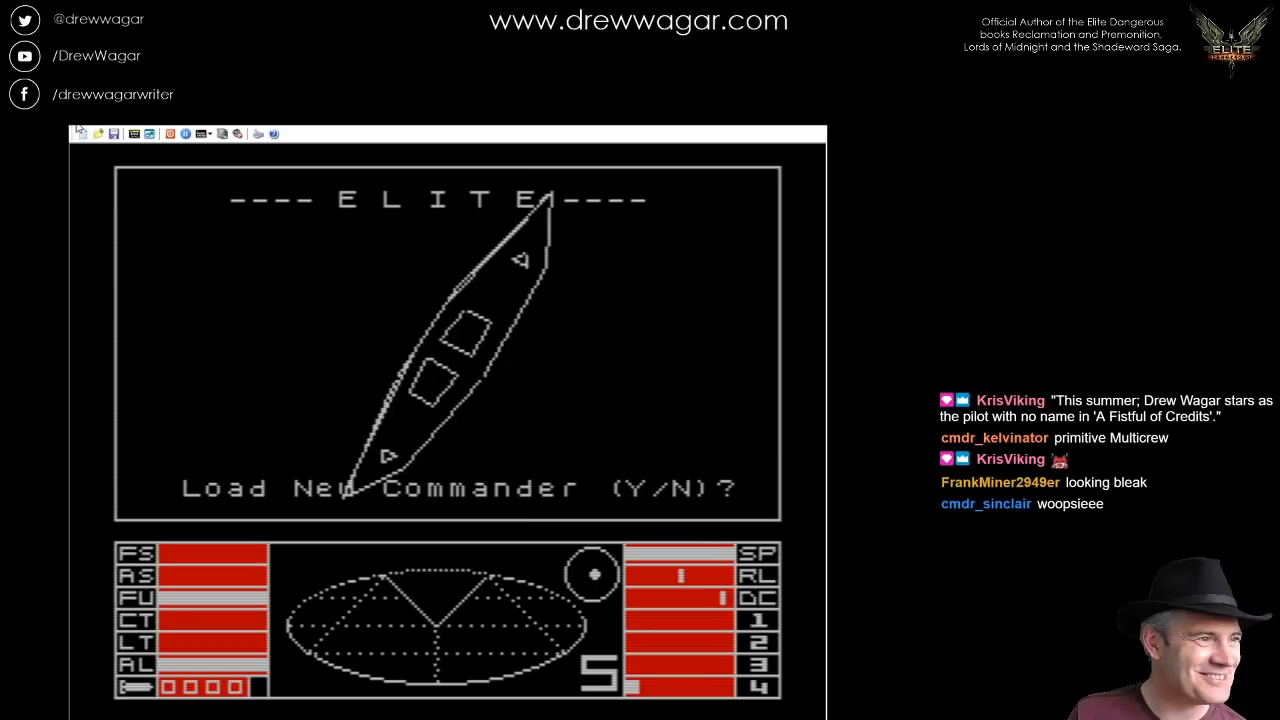 @drewwagar
/DrewWagar
/drewwagarwriter
www.drewwagar.com
Official Author of the Elite Dangerous
books Reclamation and Premonition,
Lords of Midnight and the Shadeward Saga.
ELITE
DANGEROUS
---- E L I T E ----
Load New Commander (Y/N)?
FS
AS
FU
CT
LT
AL
S
SP
RL
DC
1
2
3
4
KrisViking "This summer; Drew Wagar stars as
the pilot with no name in 'A Fistful of Credits'."
cmdr_kelvinator primitive Multicrew
KrisViking
FrankMiner2949er looking bleak
cmdr_sinclair woopsieee